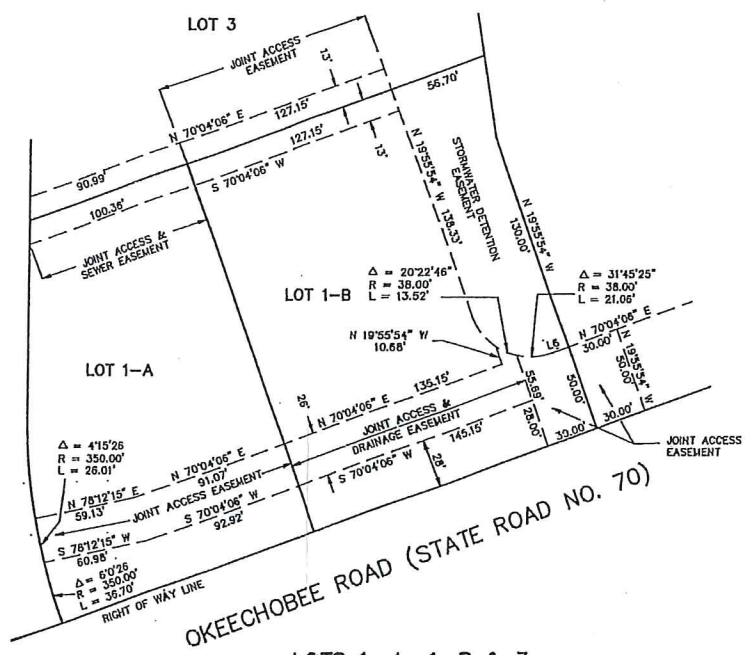 LOT 3
JOINT ACCESS
EASEMENT
13'
56.70'
N 70°04'06" E
127.15'
127.15'
S 70°04'06" W
13'
90.99'
100.36'
JOINT ACCESS &
SEWER EASEMENT
N 19°55'54" W
138.33'
STORMWATER DETENTION
EASEMENT
N 19°55'54" W
130.00'
LOT 1-B
Δ = 20°22'46"
R = 38.00'
L = 13.52'
Δ = 31°45'25"
R = 38.00'
L = 21.06'
N 19°55'54" W
10.68'
L6
N 70°04'06" E
30.00'
N 19°55'54" W
50.00'
LOT 1-A
26'
N 70°04'06" E
135.15'
JOINT ACCESS &
DRAINAGE EASEMENT
55.69'
28.00'
50.00'
30.00'
30.00'
JOINT ACCESS
EASEMENT
Δ = 4°15'26
R = 350.00'
L = 26.01'
N 70°04'06" E
91.07'
S 70°04'06" W
145.15'
28'
N 78°12'15" E
59.13'
JOINT ACCESS EASEMENT
S 70°04'06" W
92.92'
S 78°12'15" W
60.98'
Δ = 6°0'26
R = 350.00'
L = 36.70'
RIGHT OF WAY LINE
OKEECHOBEE ROAD (STATE ROAD NO. 70)